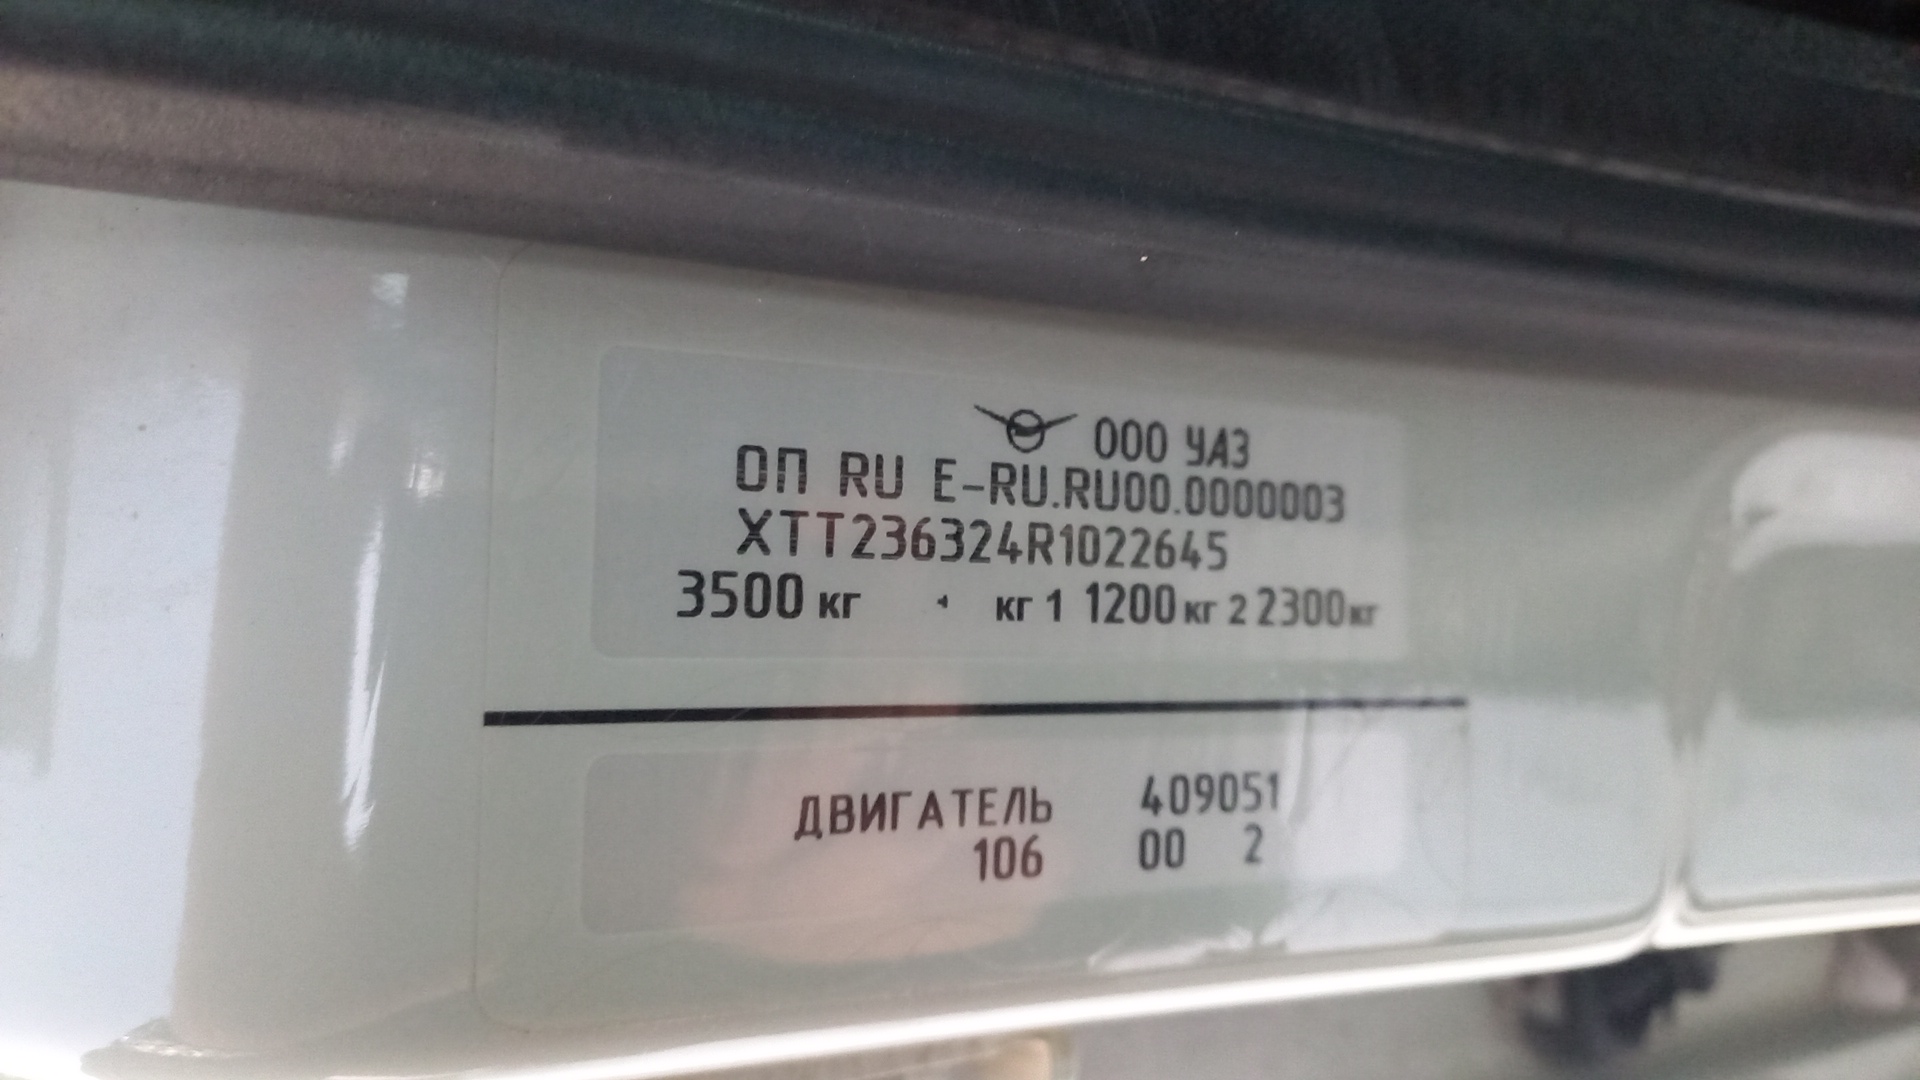 ООО УАЗ
ОП RU E-RU.RU00.0000003
XTT236324R1022645
3500 кг - кг 1 1200 кг 2 2300 кг
ДВИГАТЕЛЬ 409051
106 00 2